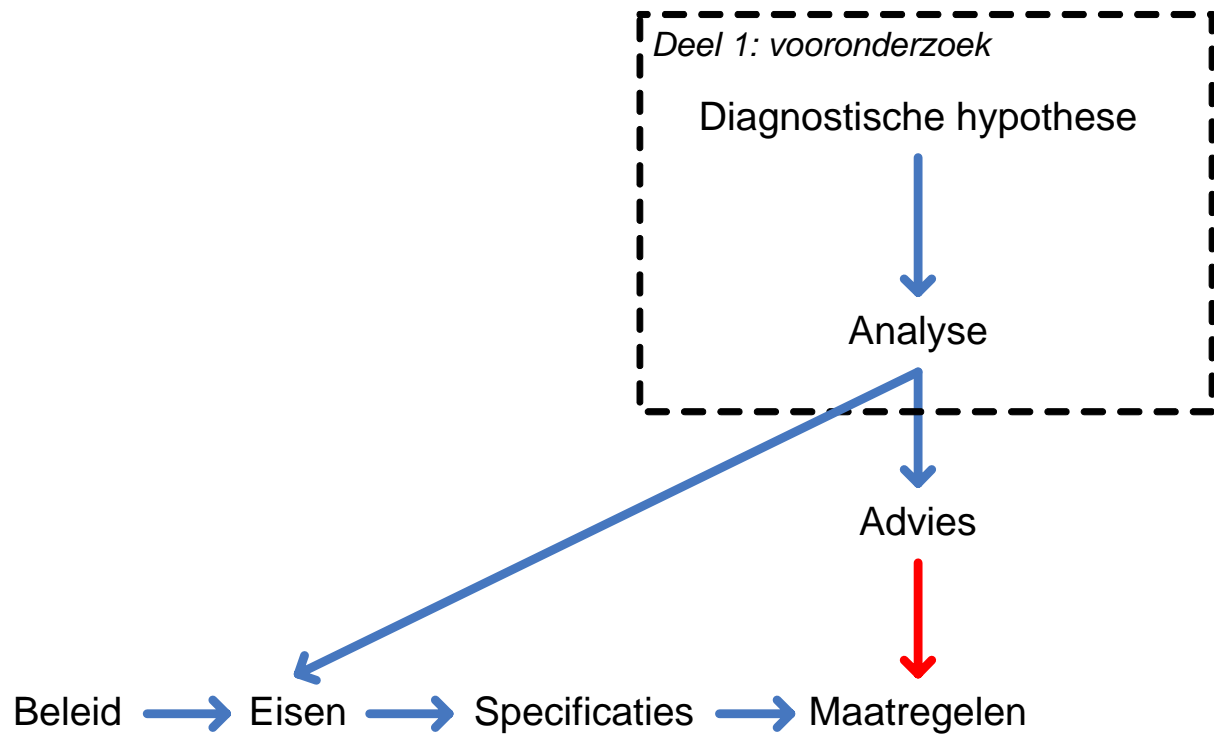 Deel 1: vooronderzoek
Diagnostische hypothese
Analyse
Advies
Beleid Eisen Specificaties Maatregelen